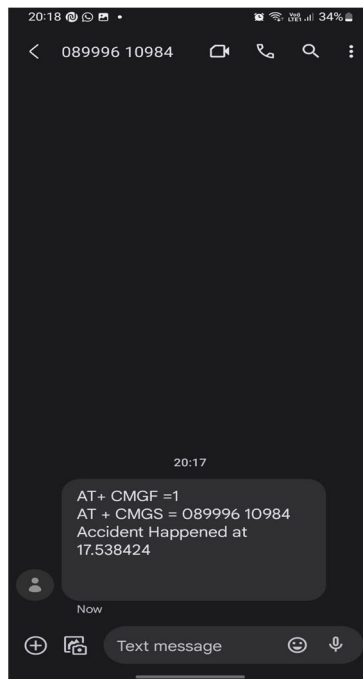 20:18
VoLTE1 34%
089996 10984
20:17
AT+ CMGF =1
AT + CMGS = 089996 10984
Accident Happened at
17.538424
Now
Text message